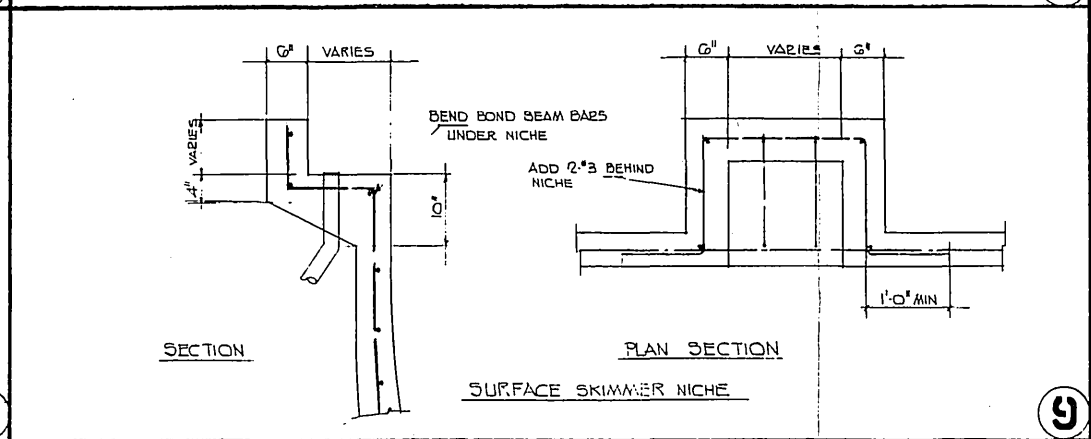 6" VARIES
VARIES
4"
10"
BEND BOND BEAM BARS
UNDER NICHE
SECTION
6" VARIES 6"
ADD 2-#3 BEHIND
NICHE
1'-0" MIN
PLAN SECTION
SURFACE SKIMMER NICHE
9